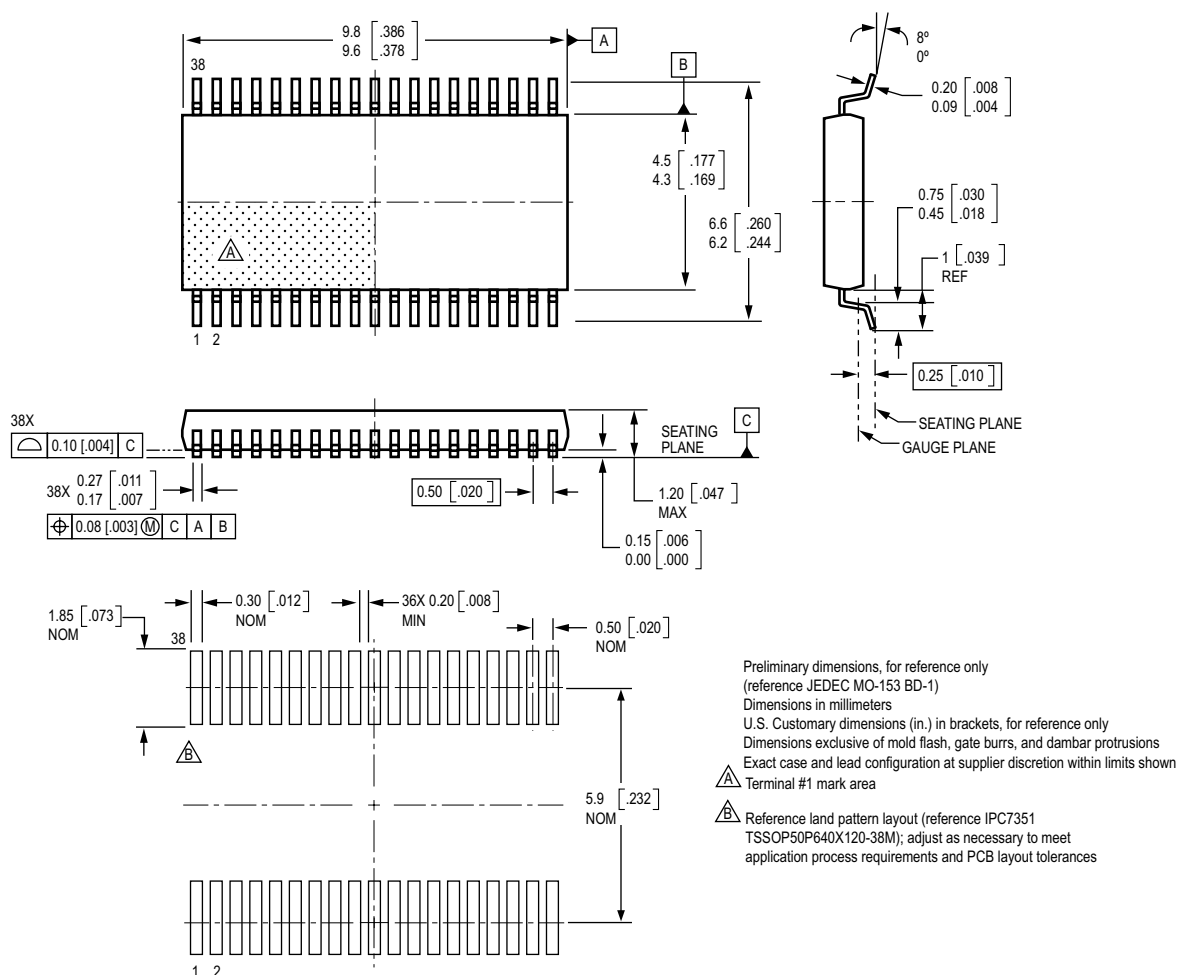 9.8 [.386]
9.6 [.378]
A
38
B
8º
0º
0.20 [.008]
0.09 [.004]
4.5 [.177]
4.3 [.169]
6.6 [.260]
6.2 [.244]
0.75 [.030]
0.45 [.018]
1 [.039]
REF
A
1 2
0.25 [.010]
SEATING PLANE
GAUGE PLANE
38X
0.10 [.004] C
SEATING
PLANE
C
38X 0.27 [.011]
0.17 [.007]
0.08 [.003] M C A B
0.50 [.020]
1.20 [.047]
MAX
0.15 [.006]
0.00 [.000]
1.85 [.073]
NOM
0.30 [.012]
NOM
36X 0.20 [.008]
MIN
0.50 [.020]
NOM
38
B
5.9 [.232]
NOM
1 2
Preliminary dimensions, for reference only
(reference JEDEC MO-153 BD-1)
Dimensions in millimeters
U.S. Customary dimensions (in.) in brackets, for reference only
Dimensions exclusive of mold flash, gate burrs, and dambar protrusions
Exact case and lead configuration at supplier discretion within limits shown
A Terminal #1 mark area
B Reference land pattern layout (reference IPC7351
TSSOP50P640X120-38M); adjust as necessary to meet
application process requirements and PCB layout tolerances